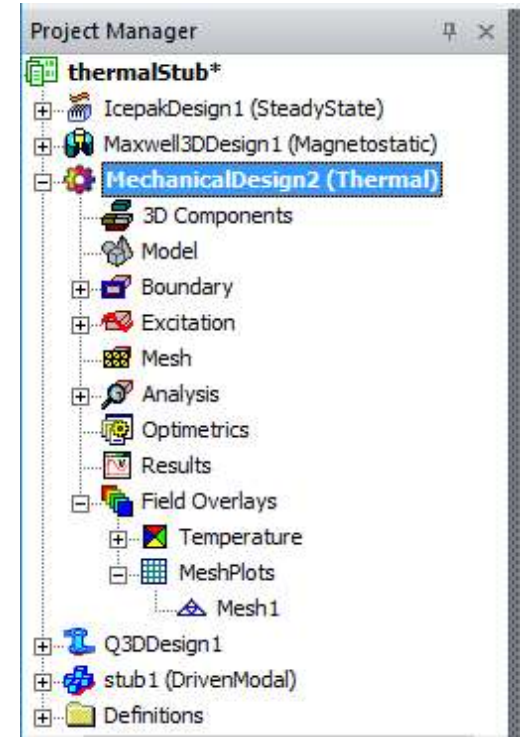 Project Manager
thermalStub*
IcepakDesign1 (SteadyState)
Maxwell3DDesign1 (Magnetostatic)
MechanicalDesign2 (Thermal)
3D Components
Model
Boundary
Excitation
Mesh
Analysis
Optimetrics
Results
Field Overlays
Temperature
MeshPlots
Mesh1
Q3DDesign1
stub1 (DrivenModal)
Definitions